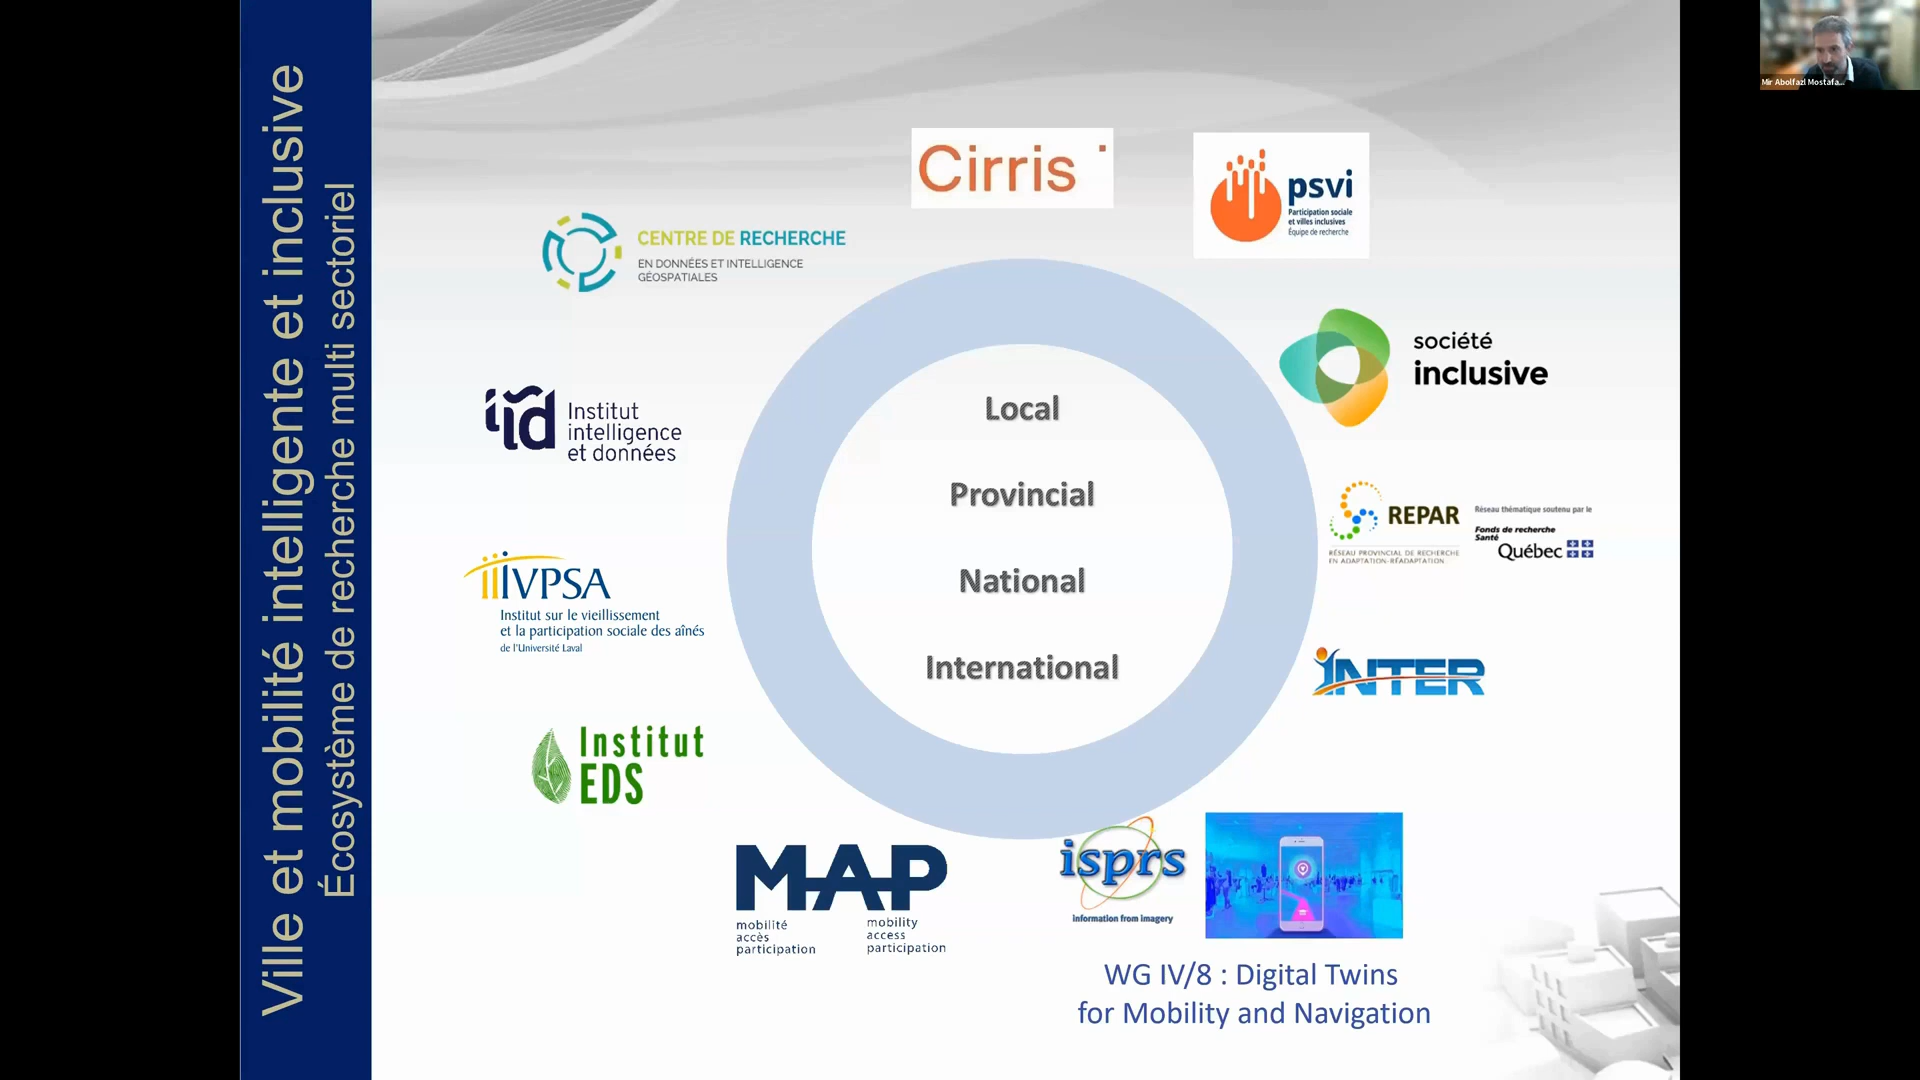 Ville et mobilité intelligente et inclusive
Écosystème de recherche multi sectoriel
Mir Abolfazl Mostafa...
Cirris
psvi
Participation sociale
et villes inclusives
Équipe de recherche
CENTRE DE RECHERCHE
EN DONNÉES ET INTELLIGENCE
GÉOSPATIALES
société
inclusive
iid
Institut
intelligence
et données
Local
Provincial
National
International
REPAR
RÉSEAU PROVINCIAL DE RECHERCHE
EN ADAPTATION-RÉADAPTATION
Réseau thématique soutenu par le
Fonds de recherche
Santé
Québec
IVPSA
Institut sur le vieillissement
et la participation sociale des aînés
de l'Université Laval
INTER
Institut
EDS
MAP
mobilité
accès
participation
mobility
access
participation
isprs
information from imagery
WG IV/8 : Digital Twins
for Mobility and Navigation